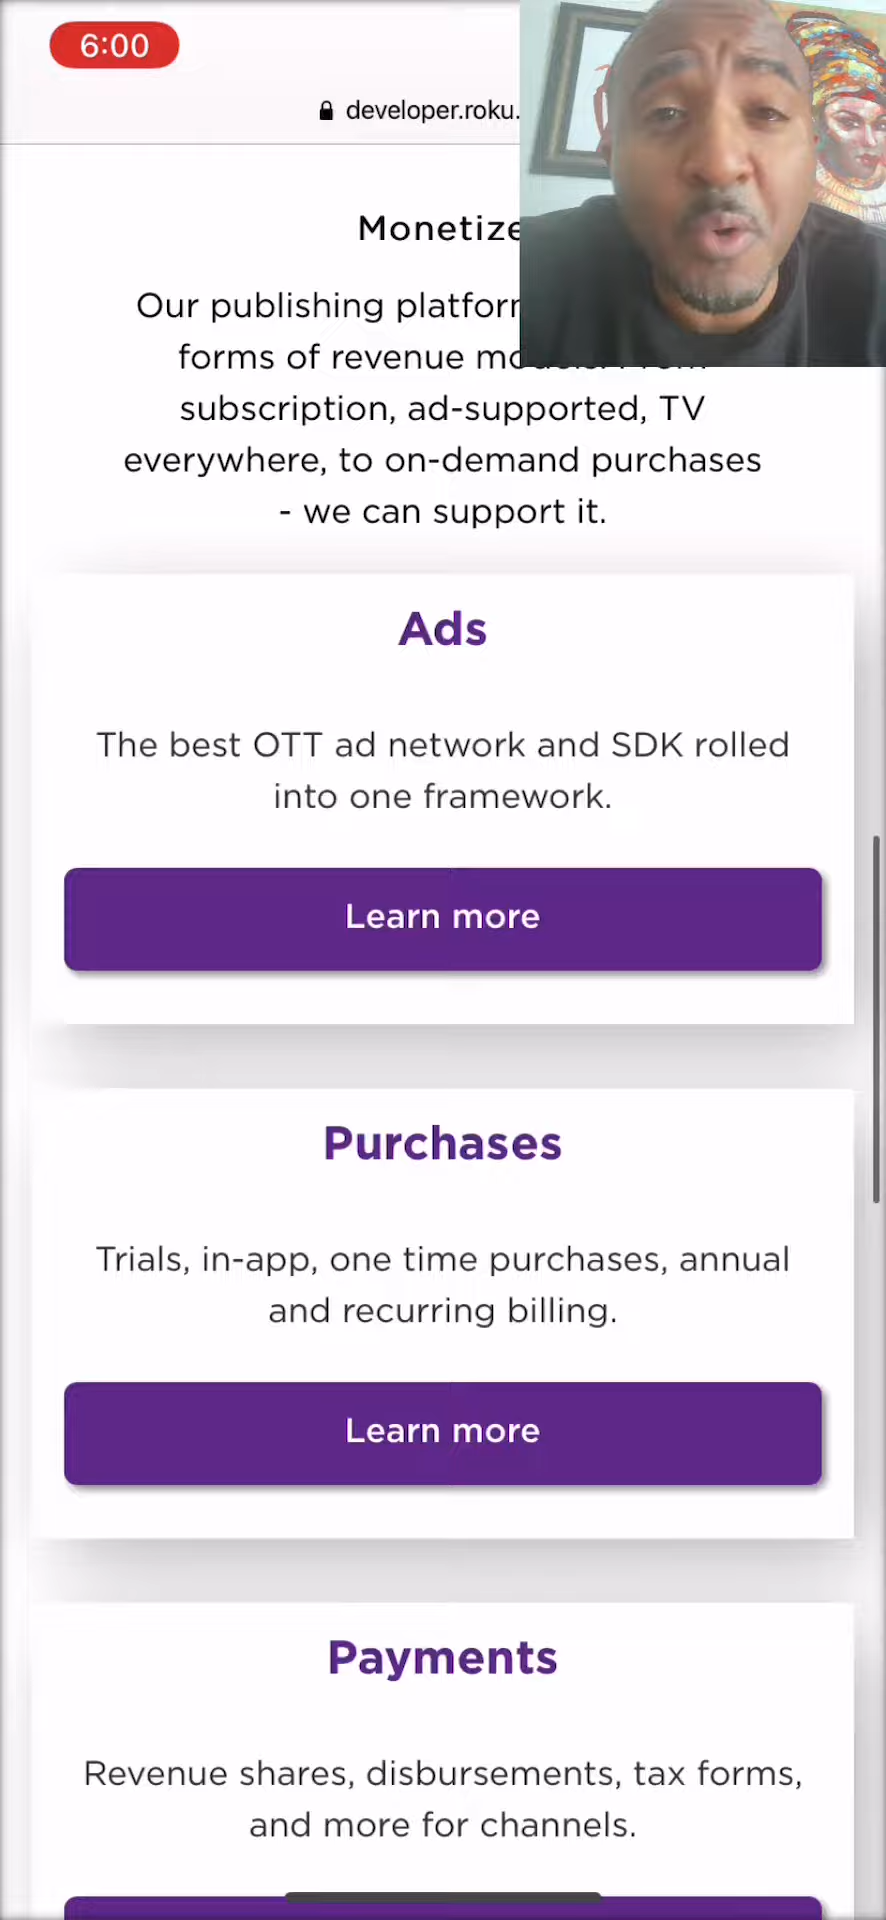 6:00
developer.roku.
Monetize
Our publishing platform
forms of revenue
subscription, ad-supported, TV
everywhere, to on-demand purchases
- we can support it.
Ads
The best OTT ad network and SDK rolled
into one framework.
Learn more
Purchases
Trials, in-app, one time purchases, annual
and recurring billing.
Learn more
Payments
Revenue shares, disbursements, tax forms,
and more for channels.